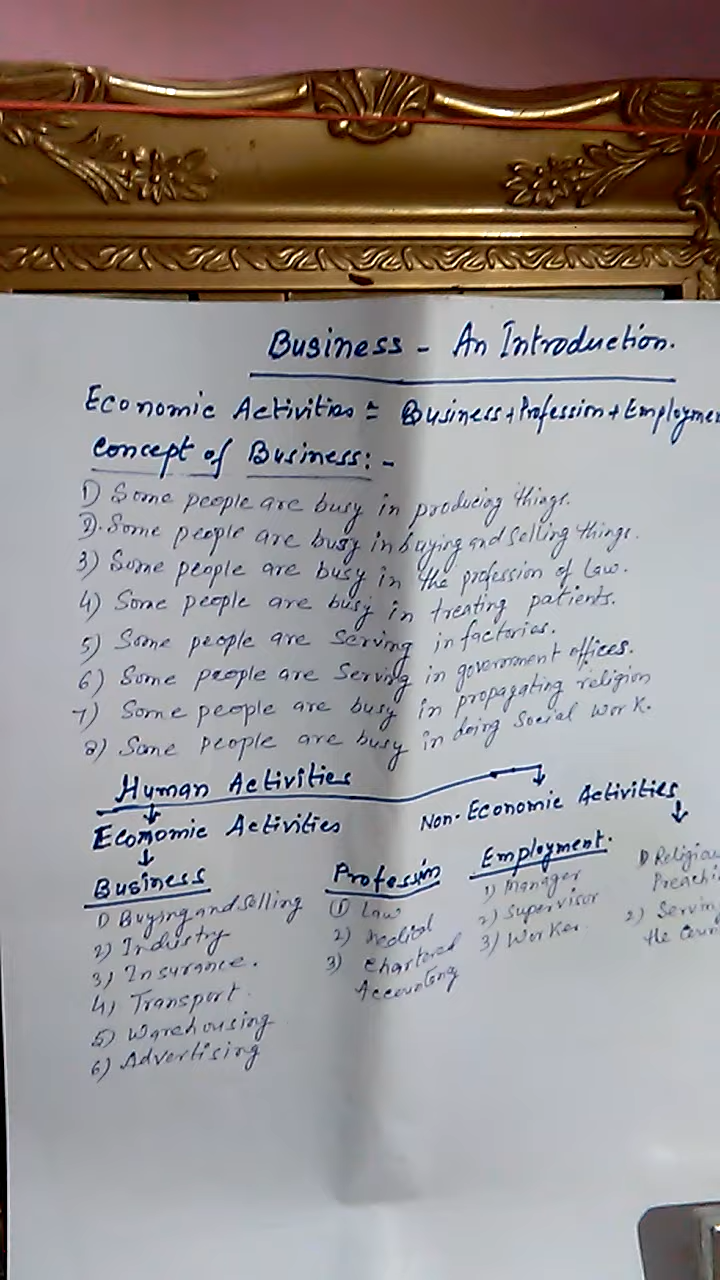 Business - An Introduction.
Economic Activities = Business + Profession + Employmen
Concept of Business: -
1) Some people are busy in producing things.
2). Some people are busy in buying and selling things.
3) Some people are busy in the profession of Law.
4) Some people are busy in treating patients.
5) Some people are serving in factories.
6) Some people are Serving in government offices.
7) Some people are busy in propagating religion
8) Some people are busy in doing Social work.
Human Activities
Economic Activities Non-Economic Activities
Business Profession Employment.
1) Buying and selling
2) Industry
3) Insurance.
4) Transport
5) Warehousing
6) Advertising
① Law
2) Medical
3) Chartered
Accounting
1) Manager
2) Supervisor
3) Worker
1) Religiou
Preachi
2) Serving
the Coun